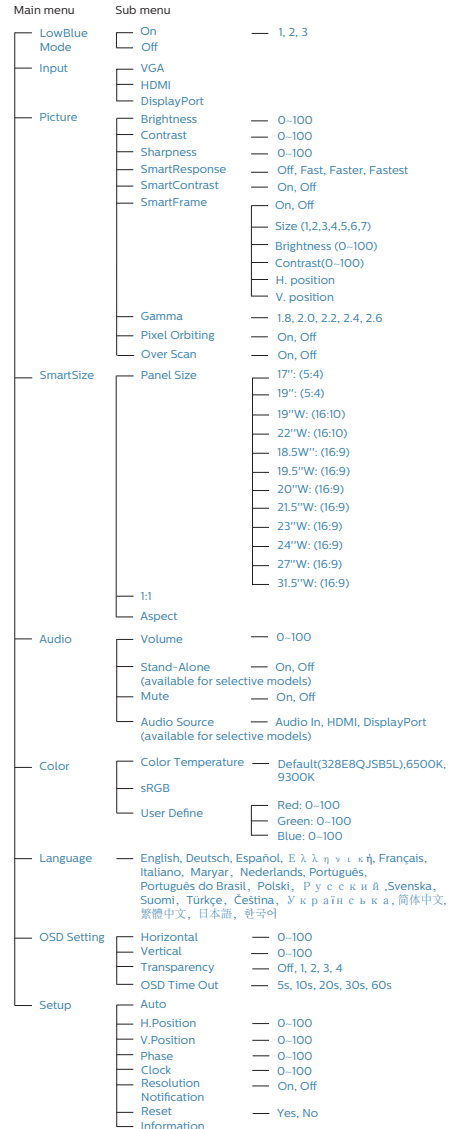 Main menu Sub menu
LowBlue Mode On 1, 2, 3
Off
Input VGA
HDMI
DisplayPort
Picture Brightness 0-100
Contrast 0-100
Sharpness 0-100
SmartResponse Off, Fast, Faster, Fastest
SmartContrast On, Off
SmartFrame On, Off
Size (1,2,3,4,5,6,7)
Brightness (0-100)
Contrast(0-100)
H. position
V. position
Gamma 1.8, 2.0, 2.2, 2.4, 2.6
Pixel Orbiting On, Off
Over Scan On, Off
SmartSize Panel Size 17": (5:4)
19": (5:4)
19"W: (16:10)
22"W: (16:10)
18.5W": (16:9)
19.5"W: (16:9)
20"W: (16:9)
21.5"W: (16:9)
23"W: (16:9)
24"W: (16:9)
27"W: (16:9)
31.5"W: (16:9)
1:1
Aspect
Audio Volume 0-100
Stand-Alone On, Off
(available for selective models)
Mute On, Off
Audio Source Audio In, HDMI, DisplayPort
(available for selective models)
Color Color Temperature Default(328E8QJSB5L),6500K,
9300K
sRGB
User Define Red: 0-100
Green: 0-100
Blue: 0-100
Language English, Deutsch, Español, Ελληνική, Français,
Italiano, Maryar, Nederlands, Português,
Português do Brasil, Polski, Русский ,Svenska,
Suomi, Türkçe, Čeština, Українська, 简体中文,
繁體中文, 日本語, 한국어
OSD Setting Horizontal 0-100
Vertical 0-100
Transparency Off, 1, 2, 3, 4
OSD Time Out 5s, 10s, 20s, 30s, 60s
Setup Auto
H.Position 0-100
V.Position 0-100
Phase 0-100
Clock 0-100
Resolution On, Off
Notification
Reset Yes, No
Information